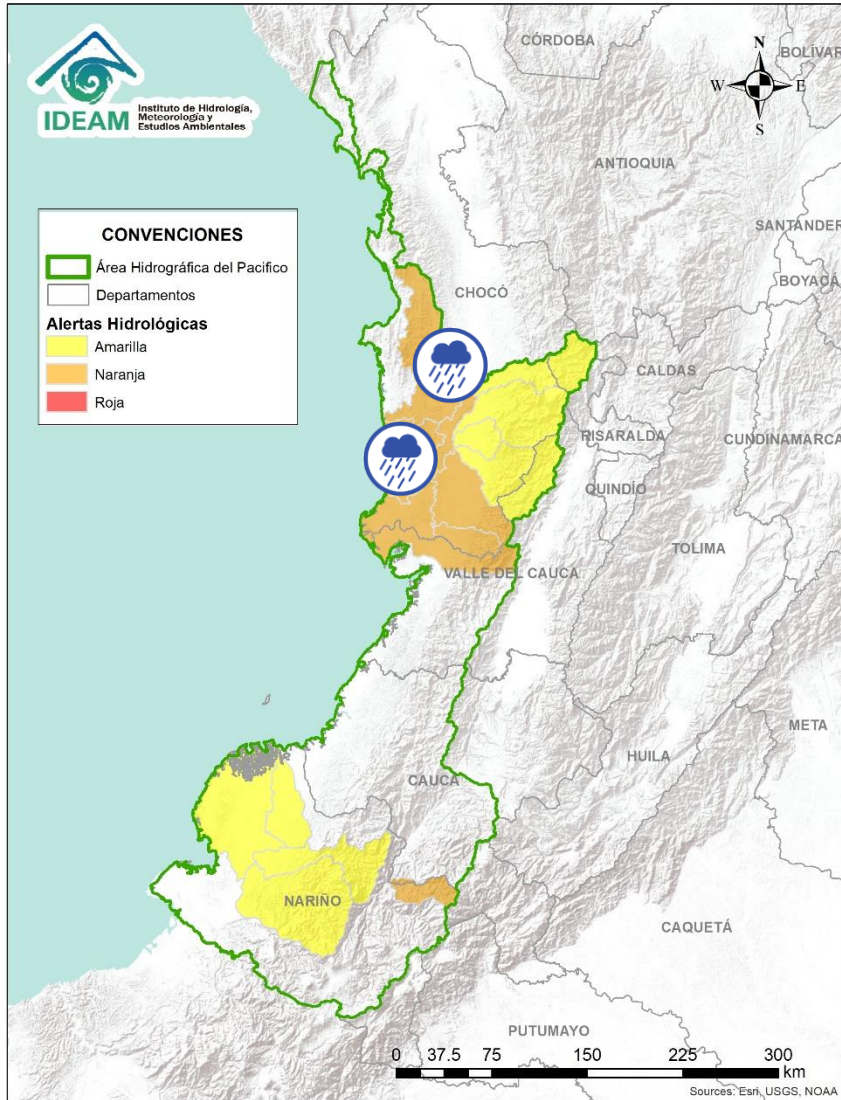 IDEAM
Instituto de Hidrología,
Meteorología y
Estudios Ambientales
CONVENCIONES
Área Hidrográfica del Pacifico
Departamentos
Alertas Hidrológicas
Amarilla
Naranja
Roja
N
W
E
S
CÓRDOBA
BOLÍVAR
ANTIOQUIA
SANTANDER
BOYACÁ
CHOCÓ
CALDAS
RISARALDA
CUNDINAMARCA
QUINDÍO
TOLIMA
VALLE DEL CAUCA
META
HUILA
CAUCA
NARIÑO
CAQUETÁ
PUTUMAYO
0 37.5 75 150 225 300
km
Sources: Esri, USGS, NOAA